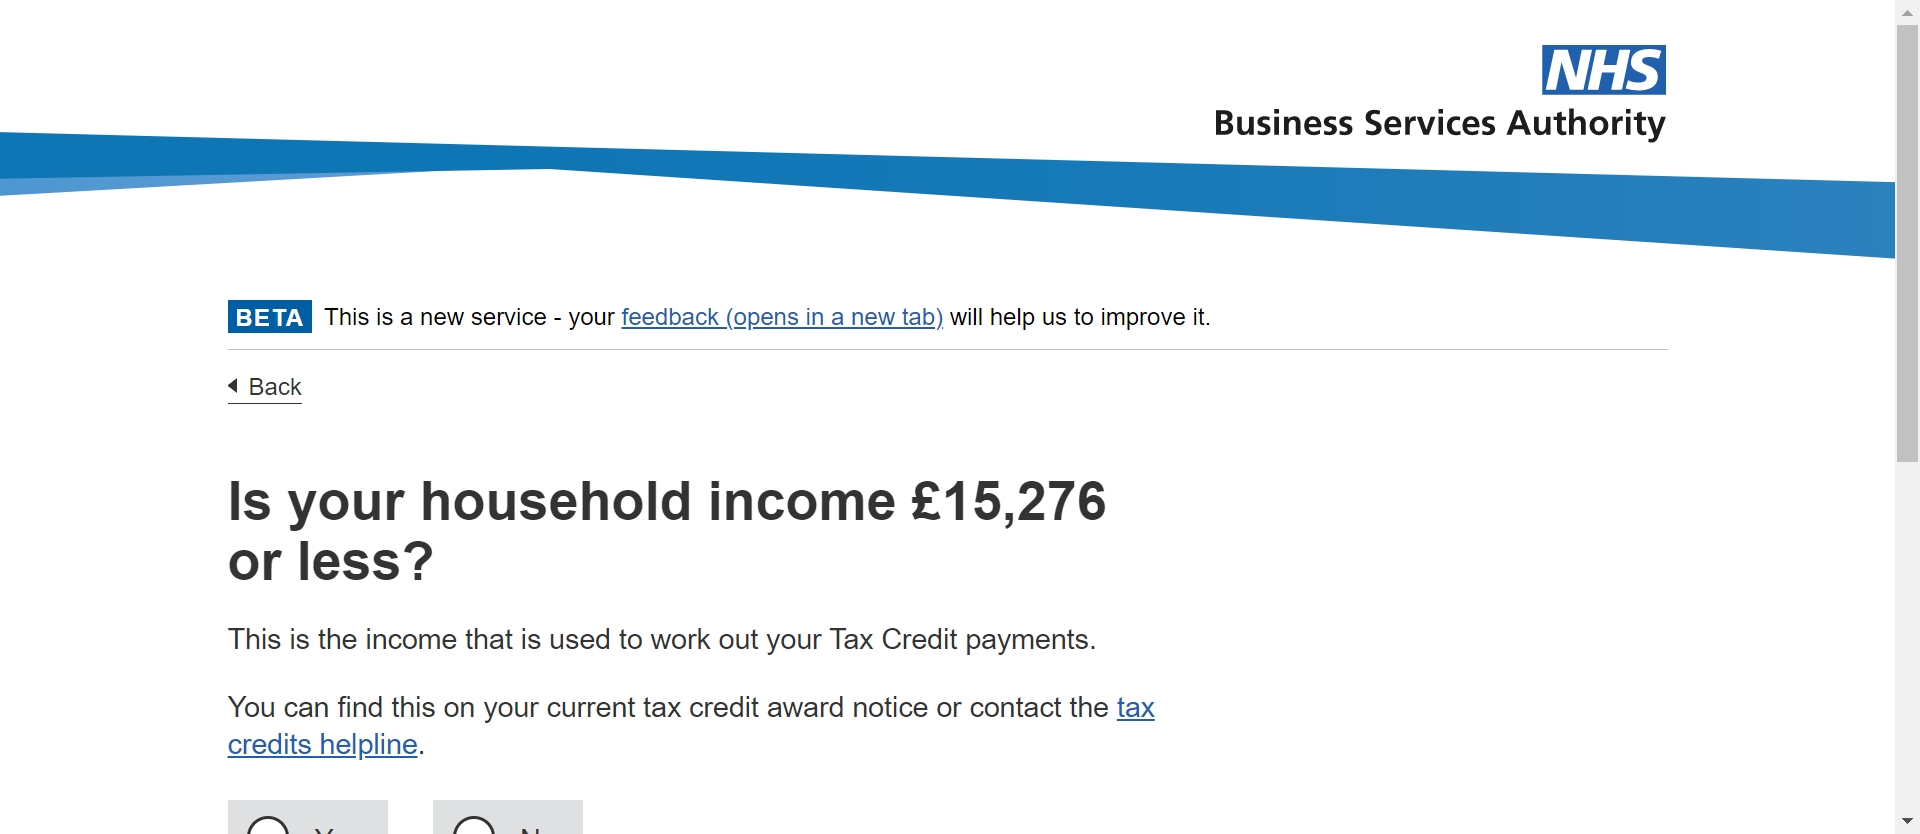 NHS
Business Services Authority
BETA This is a new service - your feedback (opens in a new tab) will help us to improve it.
Back
Is your household income £15,276
or less?
This is the income that is used to work out your Tax Credit payments.
You can find this on your current tax credit award notice or contact the tax
credits helpline.